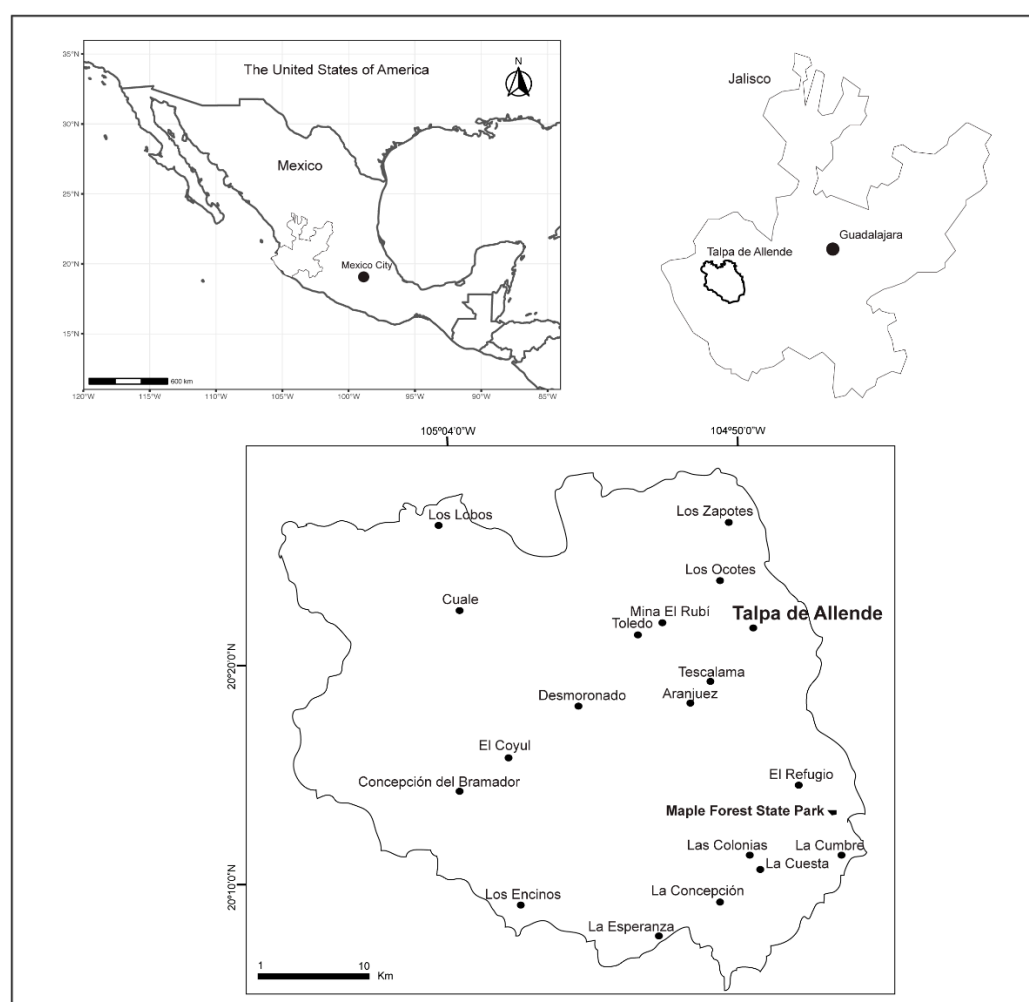 35°N
The United States of America
N
30°N
Mexico
25°N
20°N
Mexico City
15°N
600 km
120°W 115°W 110°W 105°W 100°W 95°W 90°W 85°W
Jalisco
Guadalajara
Talpa de Allende
105°04'0"W 104°50'0"W
Los Lobos
Los Zapotes
Los Ocotes
Cuale
Mina El Rubí
Talpa de Allende
Toledo
20°20'0"N
Tescalama
Desmoronado
Aranjuez
El Coyul
El Refugio
Concepción del Bramador
Maple Forest State Park
Las Colonias
La Cumbre
La Cuesta
20°10'0"N
Los Encinos
La Concepción
La Esperanza
1 10
Km